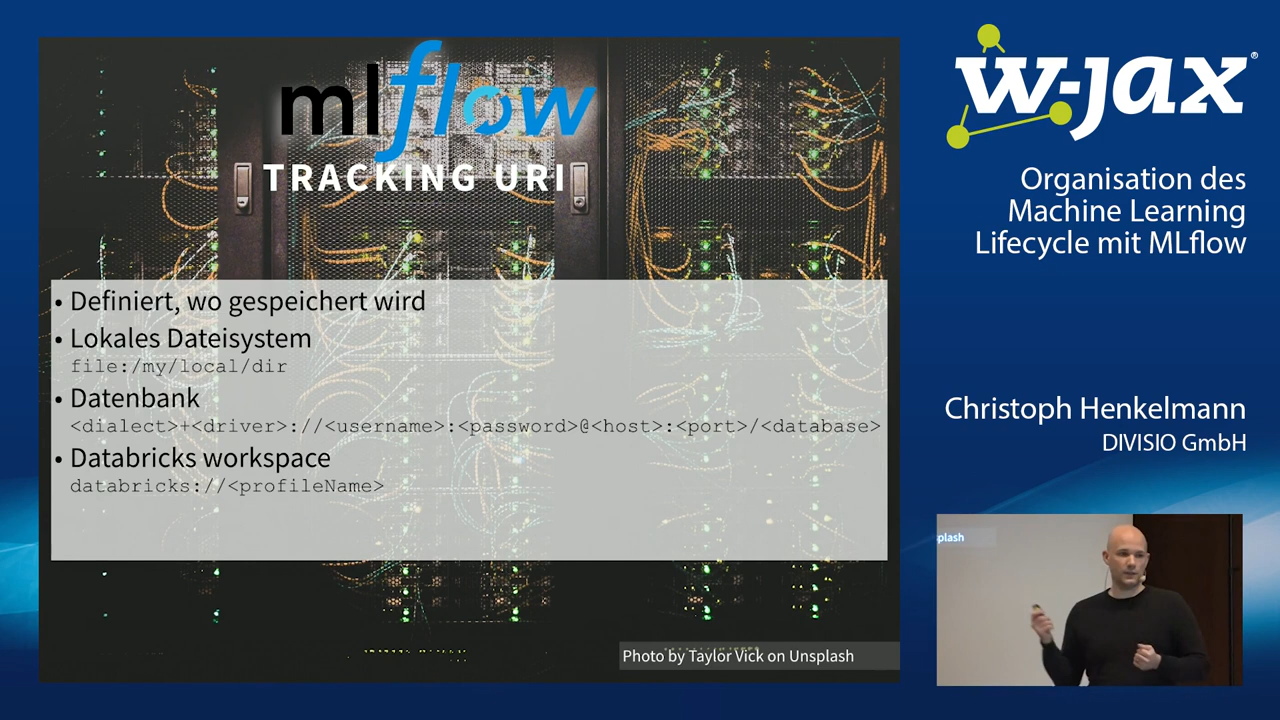 mlflow
TRACKING URI
• Definiert, wo gespeichert wird
• Lokales Dateisystem
file:/my/local/dir
• Datenbank
<dialect>+<driver>://<username>:<password>@<host>:<port>/<database>
• Databricks workspace
databricks://<profileName>
Photo by Taylor Vick on Unsplash
w-jax®
Organisation des
Machine Learning
Lifecycle mit MLflow
Christoph Henkelmann
DIVISIO GmbH
splash